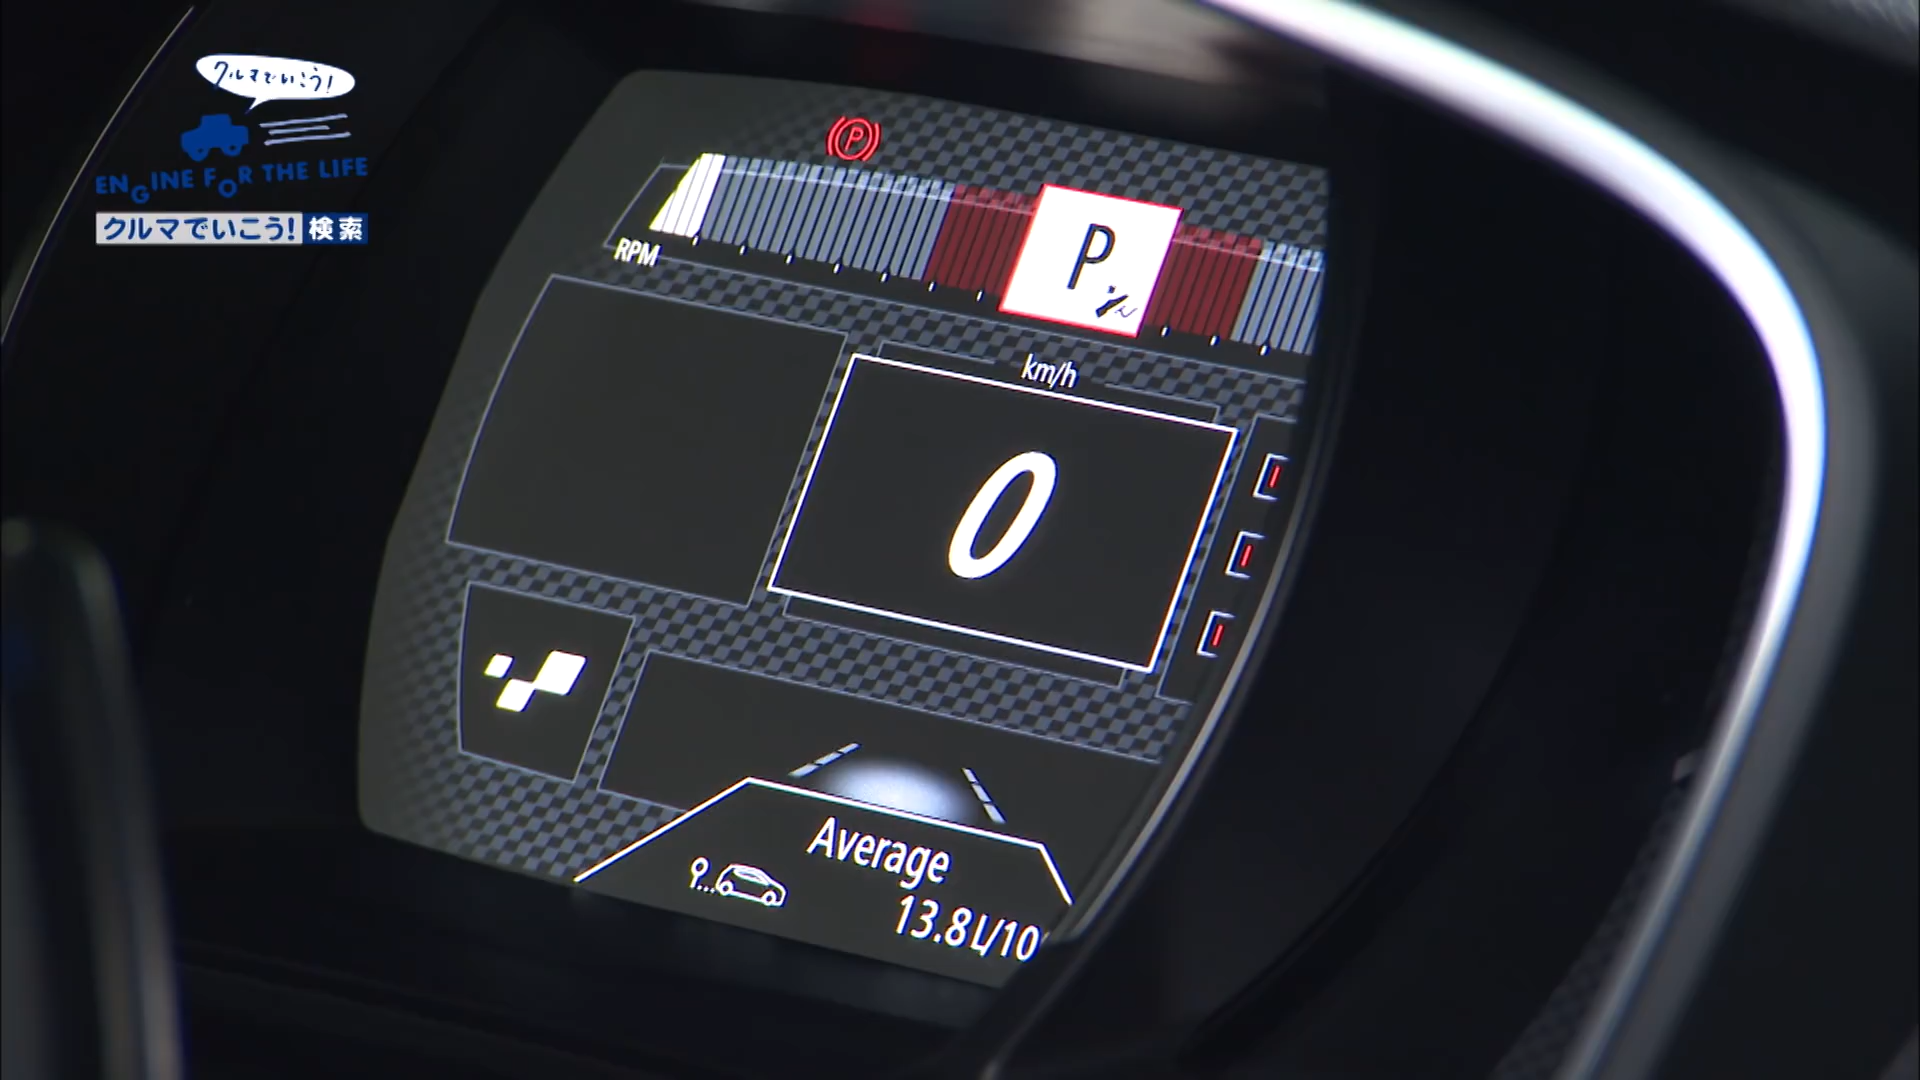 クルマでいこう!
ENGINE FOR THE LIFE
クルマでいこう! 検索
P
RPM
P
km/h
0
Average
13.8L/10